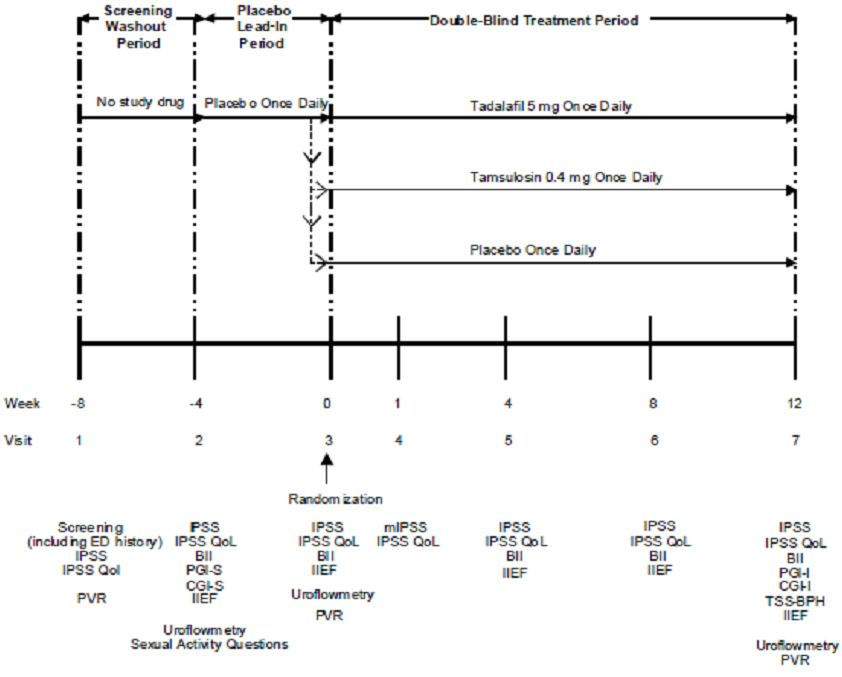 Screening
Washout
Period
Placebo
Lead-In
Period
Double-Blind Treatment Period
No study drug
Placebo Once Daily
Tadalafil 5 mg Once Daily
Tamsulosin 0.4 mg Once Daily
Placebo Once Daily
Week -8 -4 0 1 4 8 12
Visit 1 2 3 4 5 6 7
Randomization
Screening
(including ED history)
IPSS
IPSS Qol
PVR
IPSS
IPSS QoL
BII
PGI-S
CGI-S
IIEF
Uroflowmetry
Sexual Activity Questions
IPSS
IPSS QoL
BII
IIEF
Uroflowmetry
PVR
mIPSS
IPSS QoL
IPSS
IPSS QoL
BII
IIEF
IPSS
IPSS QoL
BII
IIEF
IPSS
IPSS QoL
BII
PGI-I
CGI-I
TSS-BPH
IIEF
Uroflowmetry
PVR